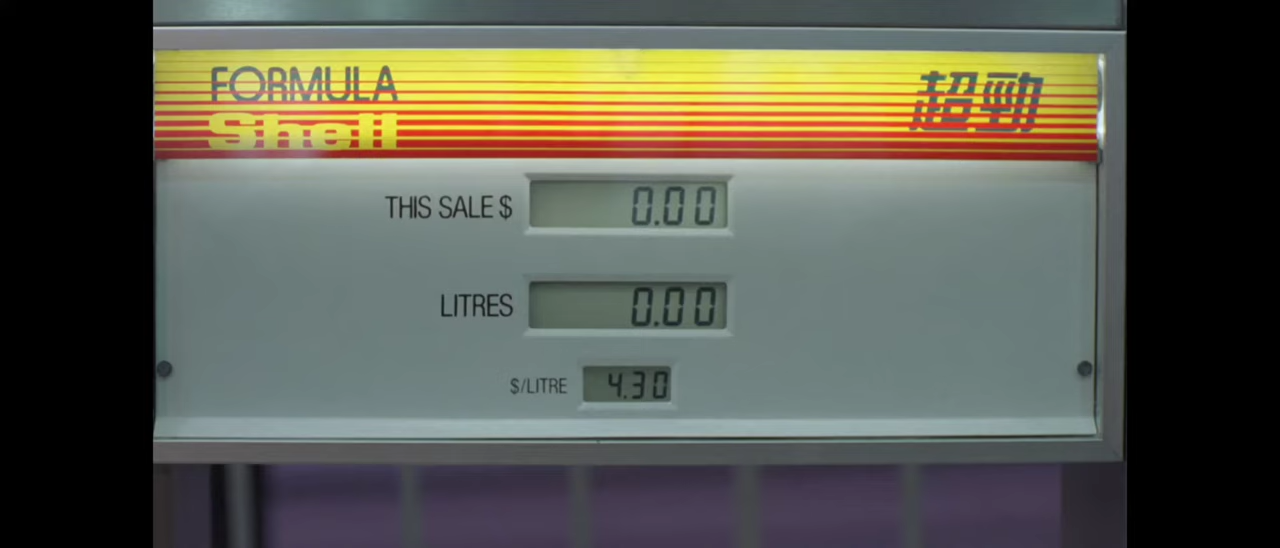 FORMULA
Shell
超勁
THIS SALE $ 0.00
LITRES 0.00
$/LITRE 4.30